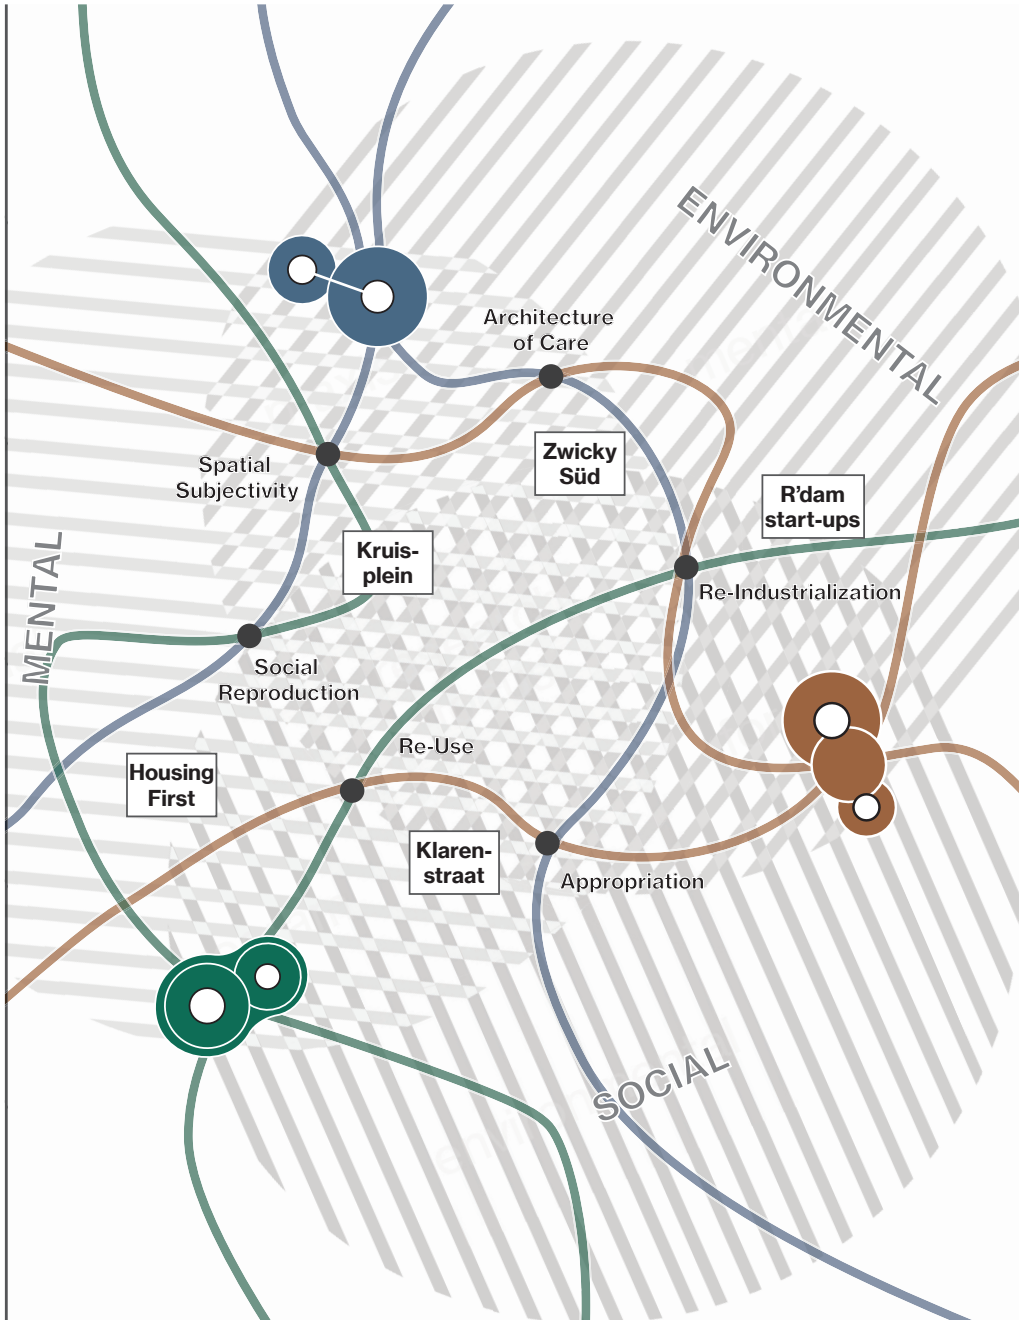 ENVIRONMENTAL
Architecture
of Care
Zwicky
Süd
Spatial
Subjectivity
R’dam
start-ups
Kruis-
plein
Re-Industrialization
MENTAL
Social
Reproduction
Re-Use
Housing
First
Klaren-
straat
Appropriation
SOCIAL